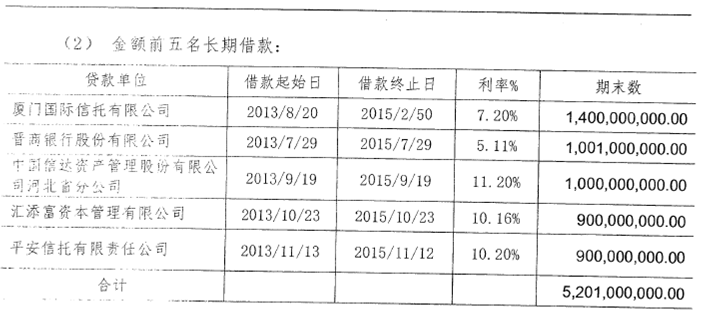 （2） 金额前五名长期借款：
贷款单位 借款起始日 借款终止日 利率% 期末数
厦门国际信托有限公司 2013/8/20 2015/2/50 7.20% 1,400,000,000.00
晋商银行股份有限公司 2013/7/29 2015/7/29 5.11% 1,001,000,000.00
中国信达资产管理股份有限公
司河北省分公司 2013/9/19 2015/9/19 11.20% 1,000,000,000.00
汇添富资本管理有限公司 2013/10/23 2015/10/23 10.16% 900,000,000.00
平安信托有限责任公司 2013/11/13 2015/11/12 10.20% 900,000,000.00
合计 5,201,000,000.00